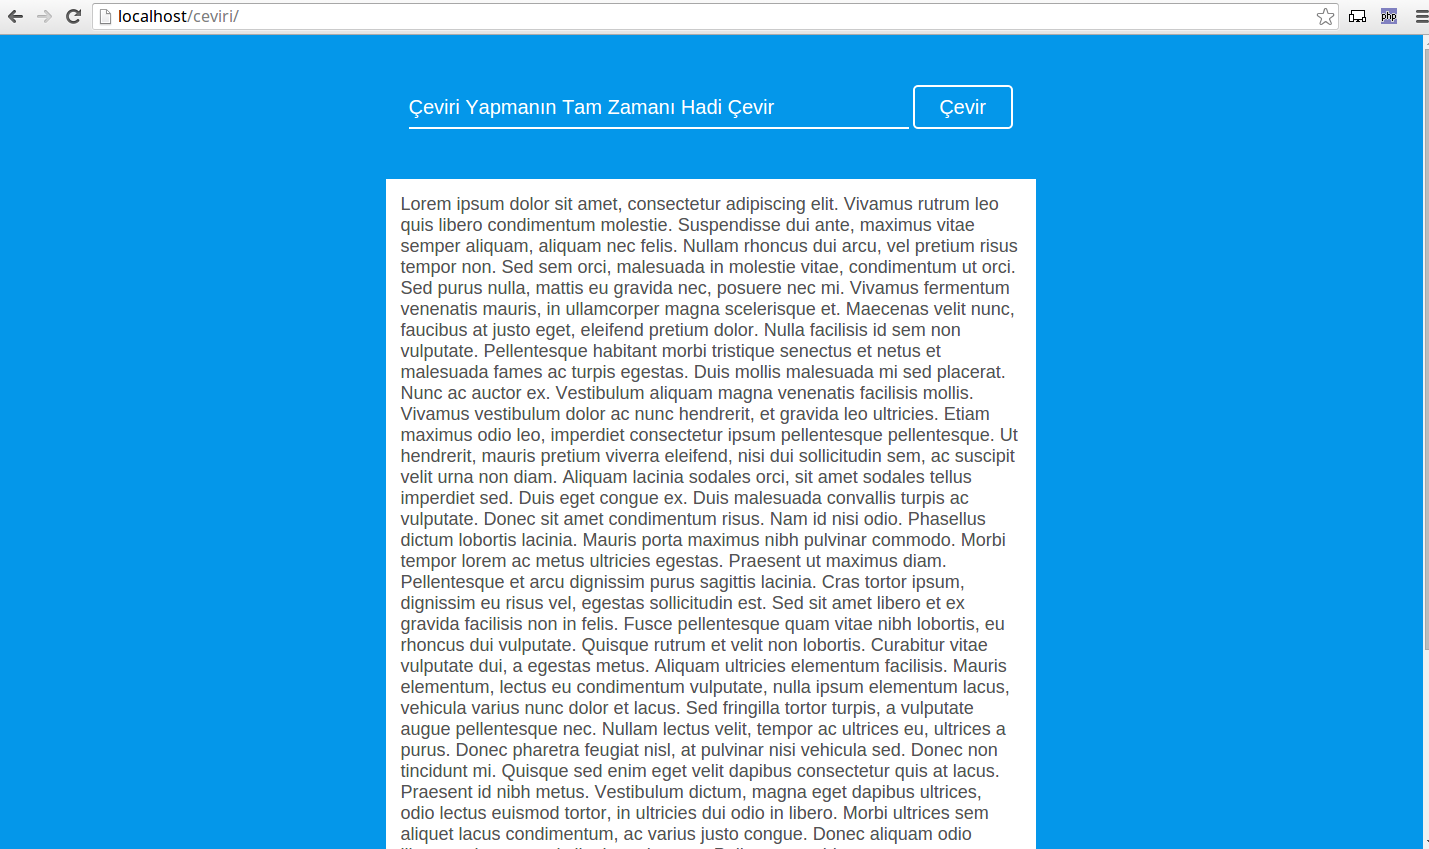 localhost/ceviri/
php
Çeviri Yapmanın Tam Zamanı Hadi Çevir
Çevir
Lorem ipsum dolor sit amet, consectetur adipiscing elit. Vivamus rutrum leo
quis libero condimentum molestie. Suspendisse dui ante, maximus vitae
semper aliquam, aliquam nec felis. Nullam rhoncus dui arcu, vel pretium risus
tempor non. Sed sem orci, malesuada in molestie vitae, condimentum ut orci.
Sed purus nulla, mattis eu gravida nec, posuere nec mi. Vivamus fermentum
venenatis mauris, in ullamcorper magna scelerisque et. Maecenas velit nunc,
faucibus at justo eget, eleifend pretium dolor. Nulla facilisis id sem non
vulputate. Pellentesque habitant morbi tristique senectus et netus et
malesuada fames ac turpis egestas. Duis mollis malesuada mi sed placerat.
Nunc ac auctor ex. Vestibulum aliquam magna venenatis facilisis mollis.
Vivamus vestibulum dolor ac nunc hendrerit, et gravida leo ultricies. Etiam
maximus odio leo, imperdiet consectetur ipsum pellentesque pellentesque. Ut
hendrerit, mauris pretium viverra eleifend, nisi dui sollicitudin sem, ac suscipit
velit urna non diam. Aliquam lacinia sodales orci, sit amet sodales tellus
imperdiet sed. Duis eget congue ex. Duis malesuada convallis turpis ac
vulputate. Donec sit amet condimentum risus. Nam id nisi odio. Phasellus
dictum lobortis lacinia. Mauris porta maximus nibh pulvinar commodo. Morbi
tempor lorem ac metus ultricies egestas. Praesent ut maximus diam.
Pellentesque et arcu dignissim purus sagittis lacinia. Cras tortor ipsum,
dignissim eu risus vel, egestas sollicitudin est. Sed sit amet libero et ex
gravida facilisis non in felis. Fusce pellentesque quam vitae nibh lobortis, eu
rhoncus dui vulputate. Quisque rutrum et velit non lobortis. Curabitur vitae
vulputate dui, a egestas metus. Aliquam ultricies elementum facilisis. Mauris
elementum, lectus eu condimentum vulputate, nulla ipsum elementum lacus,
vehicula varius nunc dolor et lacus. Sed fringilla tortor turpis, a vulputate
augue pellentesque nec. Nullam lectus velit, tempor ac ultrices eu, ultrices a
purus. Donec pharetra feugiat nisl, at pulvinar nisi vehicula sed. Donec non
tincidunt mi. Quisque sed enim eget velit dapibus consectetur quis at lacus.
Praesent id nibh metus. Vestibulum dictum, magna eget dapibus ultrices,
odio lectus euismod tortor, in ultricies dui odio in libero. Morbi ultrices sem
aliquet lacus condimentum, ac varius justo congue. Donec aliquam odio